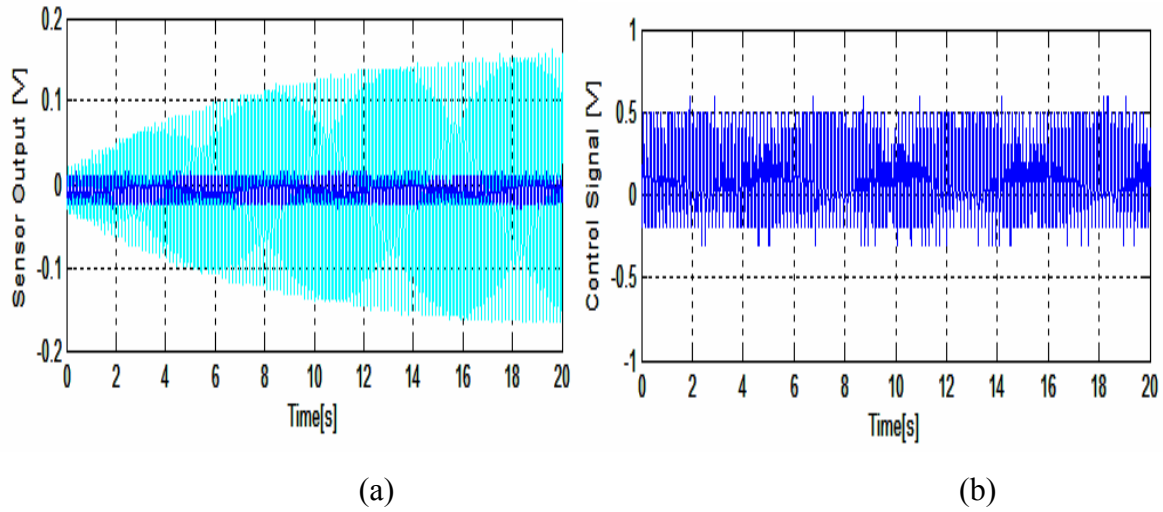 Sensor Output [V]
0.2
0.1
0
-0.1
-0.2
0 2 4 6 8 10 12 14 16 18 20
Time[s]
(a)
Control Signal [V]
1
0.5
0
-0.5
-1
0 2 4 6 8 10 12 14 16 18 20
Time[s]
(b)